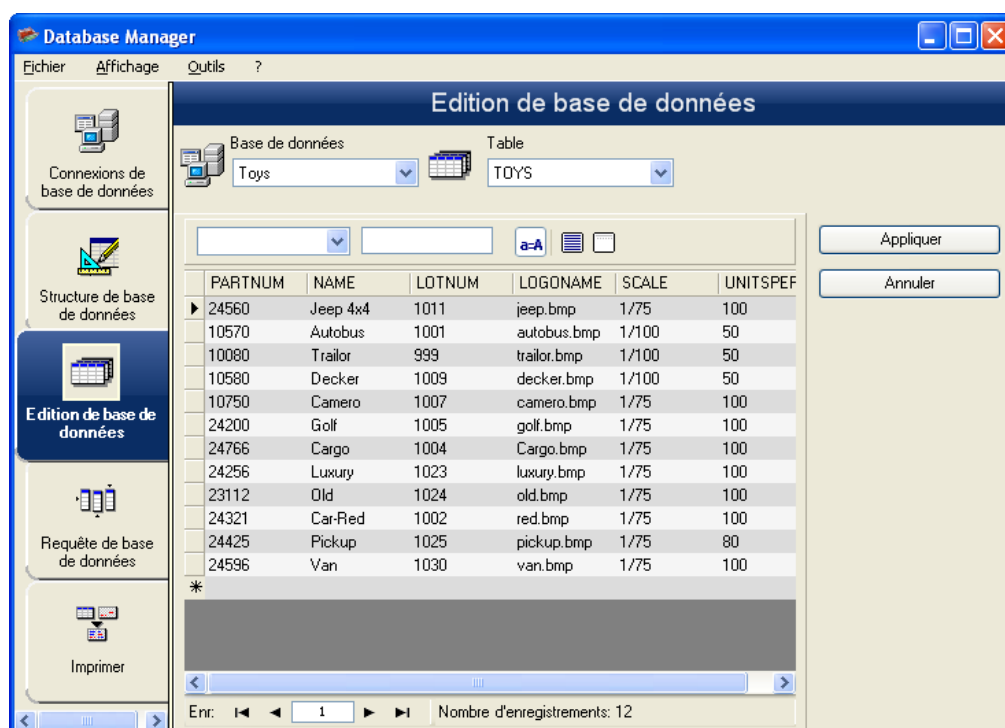 Database Manager
Fichier Affichage Outils ?
Edition de base de données
Connexions de
base de données
Structure de base
de données
Edition de base de
données
Requête de base
de données
Imprimer
Base de données
Toys
Table
TOYS
a=A
Appliquer
Annuler
PARTNUM NAME LOTNUM LOGONAME SCALE UNITSPER
24560 Jeep 4x4 1011 jeep.bmp 1/75 100
10570 Autobus 1001 autobus.bmp 1/100 50
10080 Trailor 999 trailor.bmp 1/100 50
10580 Decker 1009 decker.bmp 1/100 50
10750 Camero 1007 camero.bmp 1/75 100
24200 Golf 1005 golf.bmp 1/75 100
24766 Cargo 1004 Cargo.bmp 1/75 100
24256 Luxury 1023 luxury.bmp 1/75 100
23112 Old 1024 old.bmp 1/75 100
24321 Car-Red 1002 red.bmp 1/75 100
24425 Pickup 1025 pickup.bmp 1/75 80
24596 Van 1030 van.bmp 1/75 100
Enr: 1 Nombre d'enregistrements: 12